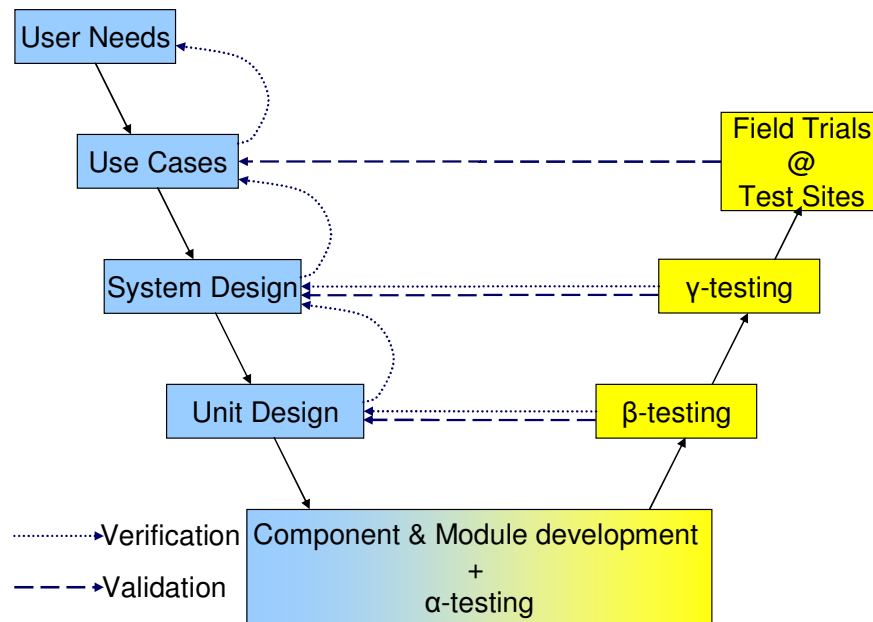 User Needs
Use Cases
Field Trials
@
Test Sites
System Design
γ-testing
Unit Design
β-testing
Component & Module development
+
α-testing
Verification
Validation